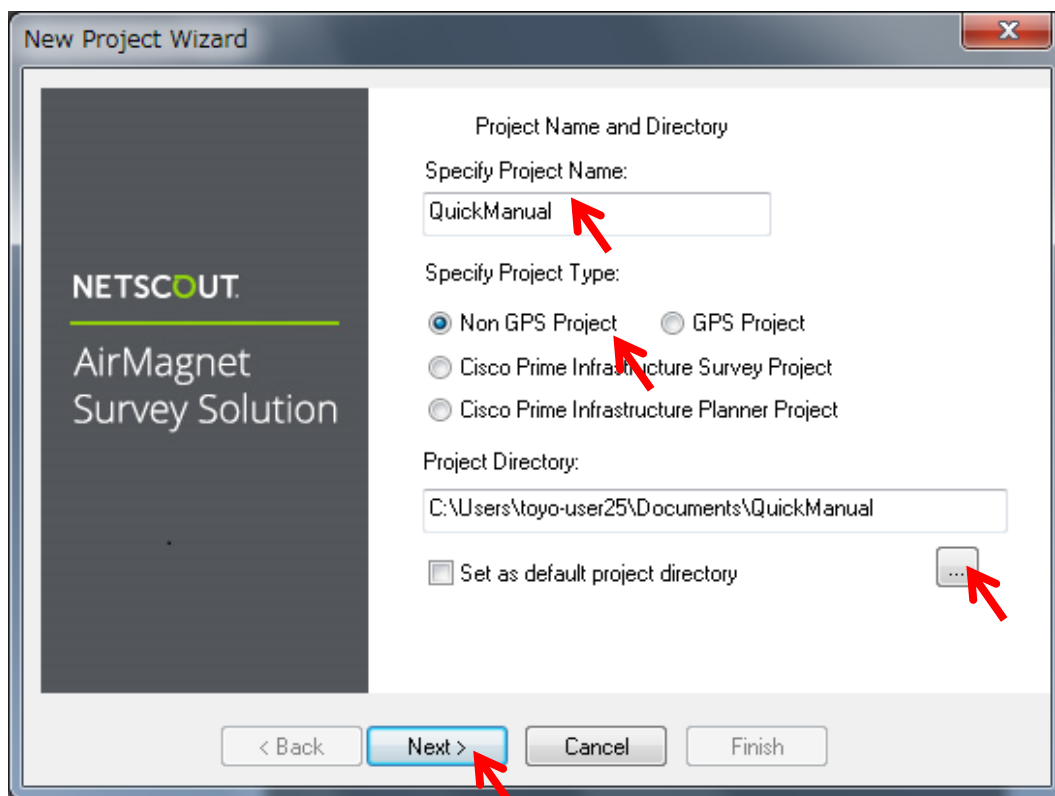 New Project Wizard
x
Project Name and Directory
Specify Project Name:
QuickManual
Specify Project Type:
Non GPS Project
GPS Project
Cisco Prime Infrastructure Survey Project
Cisco Prime Infrastructure Planner Project
Project Directory:
C:\Users\toyo-user25\Documents\QuickManual
Set as default project directory
...
NETSCOUT.
AirMagnet
Survey Solution
< Back
Next >
Cancel
Finish